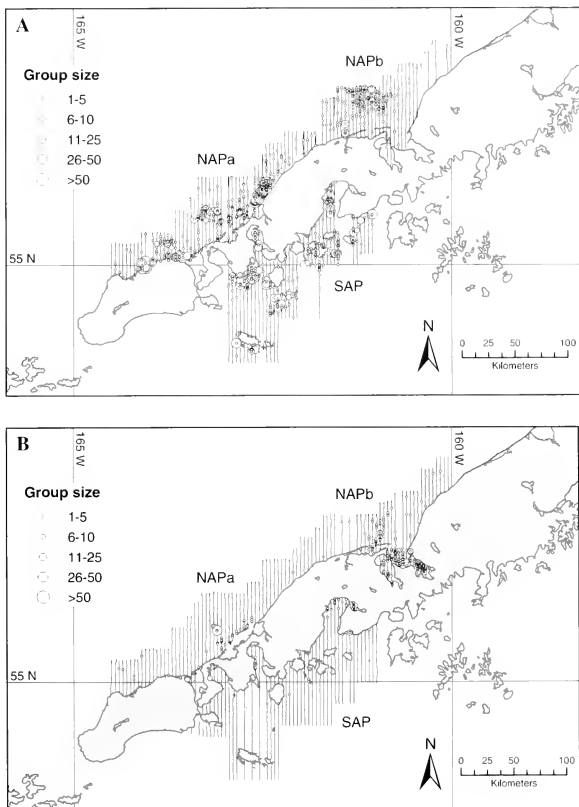 A
165 W
160 W
Group size
1-5
6-10
11-25
26-50
>50
NAPb
NAPa
55 N
SAP
N
0 25 50 100
Kilometers
B
165 W
160 W
Group size
1-5
6-10
11-25
26-50
>50
NAPb
NAPa
55 N
SAP
N
0 25 50 100
Kilometers